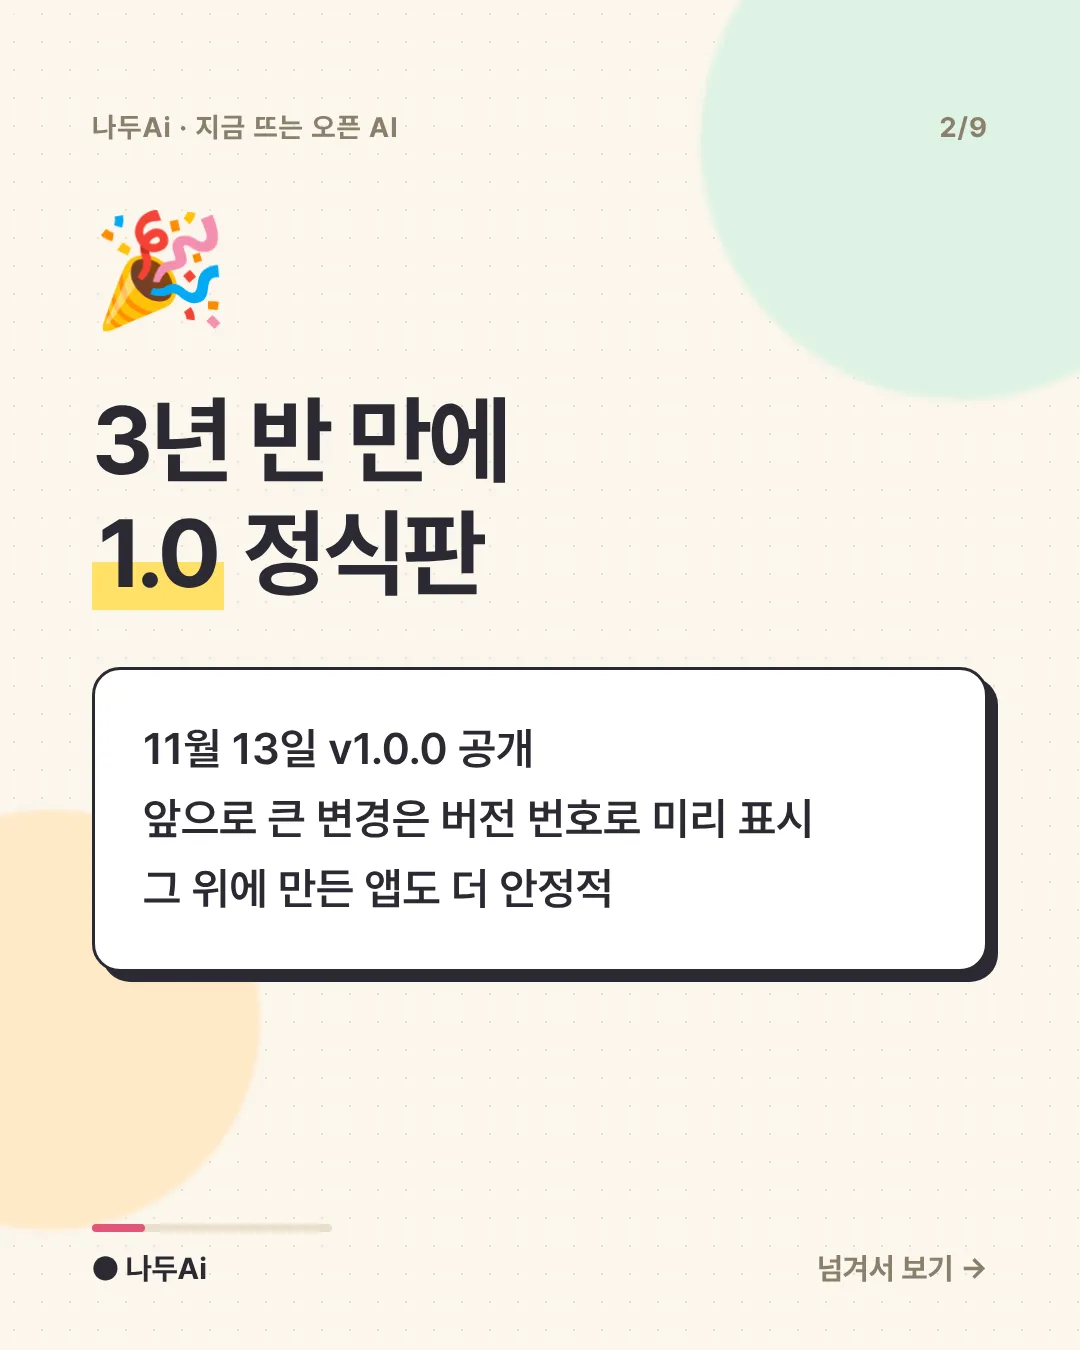 나두Ai · 지금 뜨는 오픈 AI
2/9
3년 반 만에
1.0 정식판
11월 13일 v1.0.0 공개
앞으로 큰 변경은 버전 번호로 미리 표시
그 위에 만든 앱도 더 안정적
나두Ai
넘겨서 보기 →